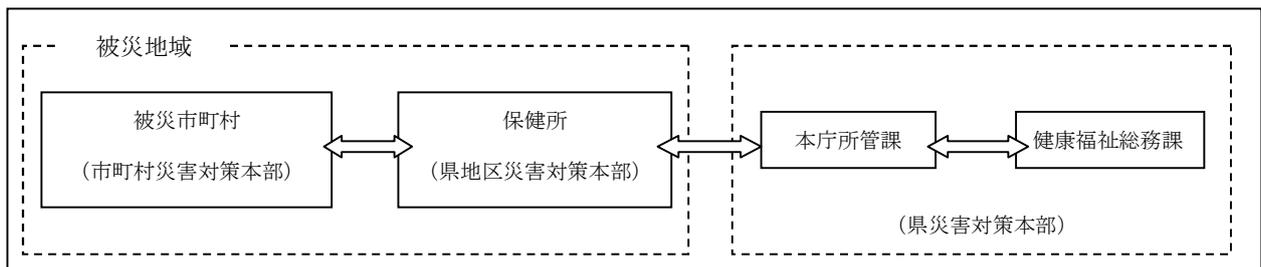 被災地域
被災市町村
（市町村災害対策本部）
保健所
（県地区災害対策本部）
本庁所管課
健康福祉総務課
（県災害対策本部）